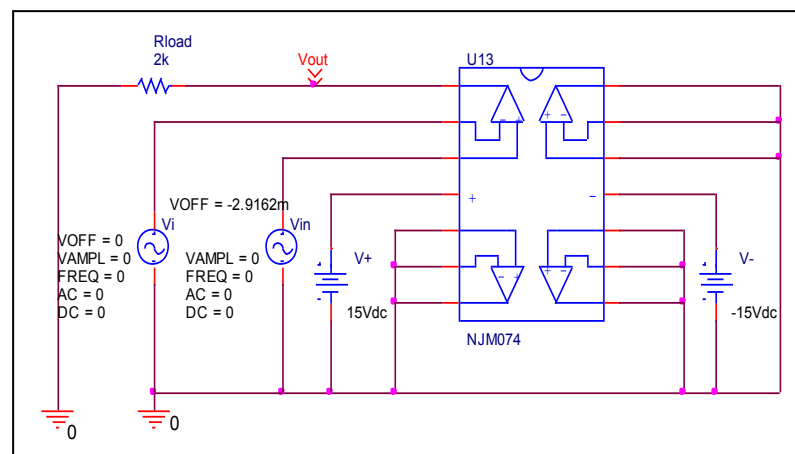 Rload
2k
Vout
U13
VOFF = -2.9162m
Vi
Vin
VOFF = 0
VAMPL = 0
FREQ = 0
AC = 0
DC = 0
VAMPL = 0
FREQ = 0
AC = 0
DC = 0
V+
15Vdc
+
-
- +
+ -
- +
+ -
V-
-15Vdc
NJM074
0
0